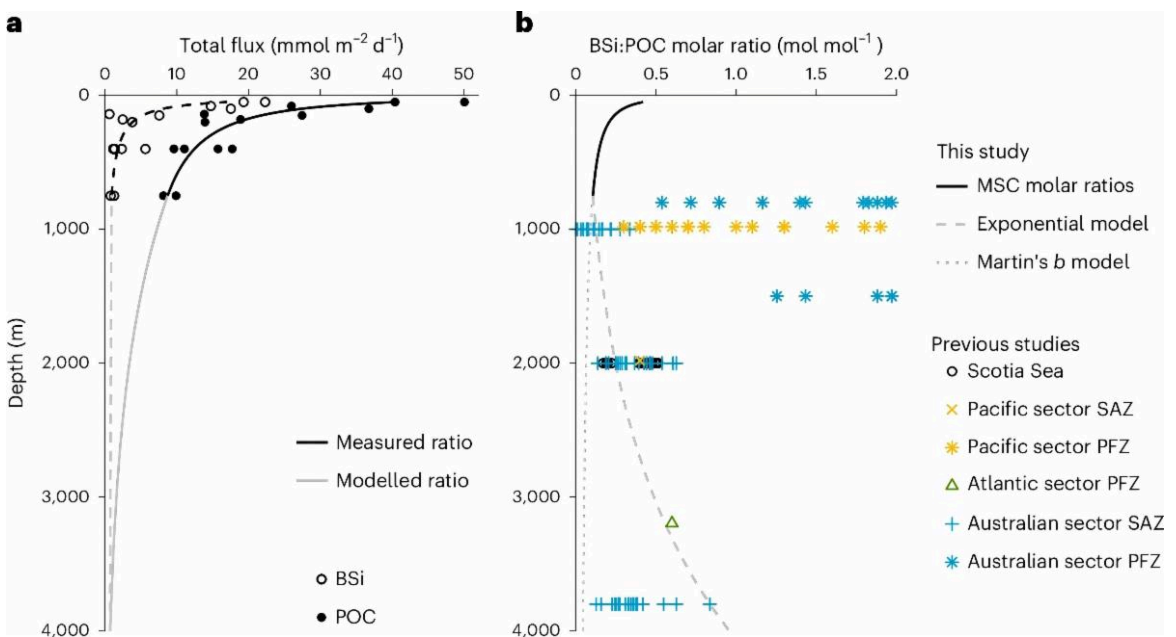 a
Total flux (mmol m⁻² d⁻¹)
0 10 20 30 40 50
0
1,000
2,000
3,000
4,000
Depth (m)
Measured ratio
Modelled ratio
BSi
POC
b
BSi:POC molar ratio (mol mol⁻¹)
0 0.5 1.0 1.5 2.0
0
1,000
2,000
3,000
4,000
This study
MSC molar ratios
Exponential model
Martin's b model
Previous studies
Scotia Sea
Pacific sector SAZ
Pacific sector PFZ
Atlantic sector PFZ
Australian sector SAZ
Australian sector PFZ